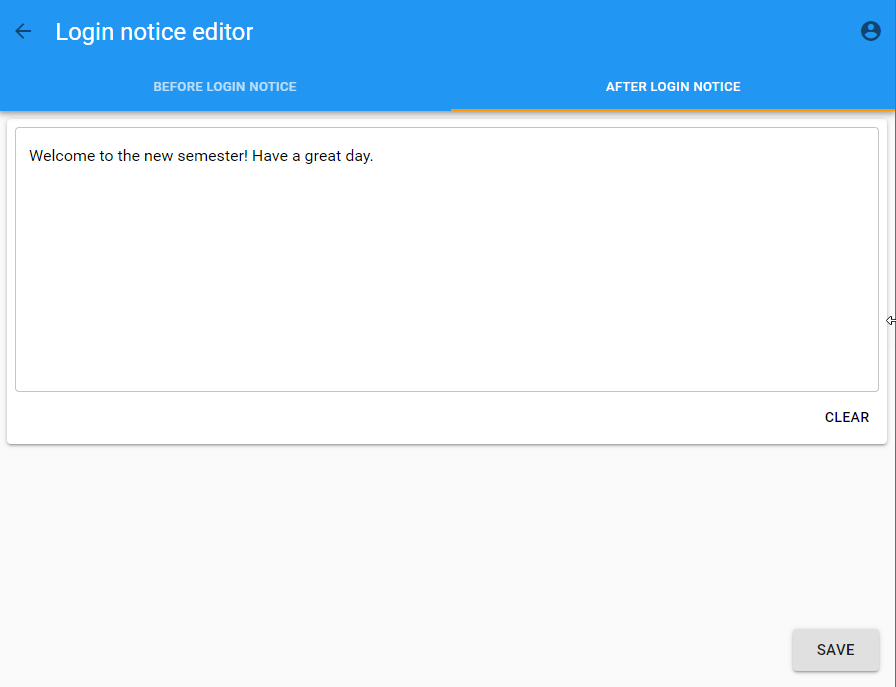 Login notice editor
BEFORE LOGIN NOTICE
AFTER LOGIN NOTICE
Welcome to the new semester! Have a great day.
CLEAR
SAVE